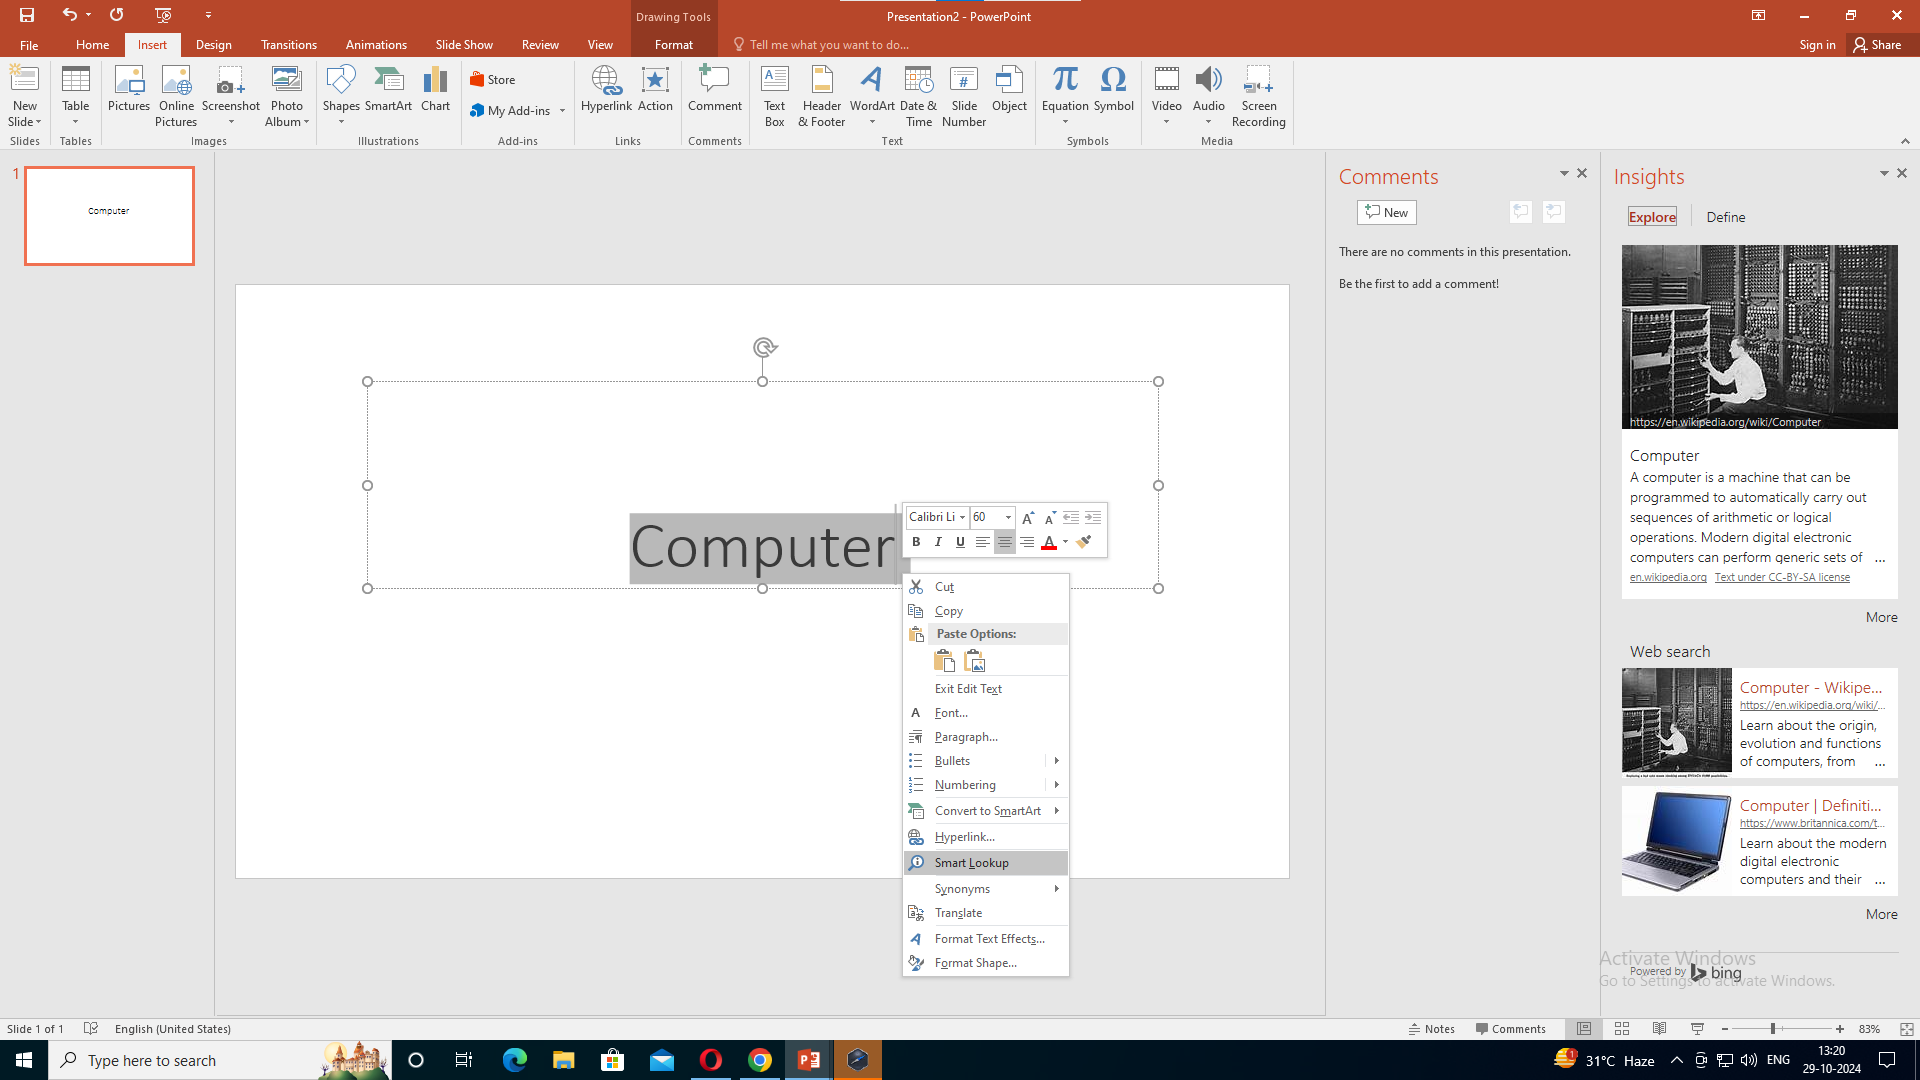 Drawing Tools
Presentation2 - PowerPoint
File
Home
Insert
Design
Transitions
Animations
Slide Show
Review
View
Format
Tell me what you want to do...
Sign in
Share
New
Slide
Table
Pictures
Online
Pictures
Screenshot
Photo
Album
Shapes
SmartArt
Chart
Store
My Add-ins
Hyperlink
Action
Comment
Text
Box
Header
& Footer
WordArt
Date &
Time
Slide
Number
Object
Equation
Symbol
Video
Audio
Screen
Recording
Slides
Tables
Images
Illustrations
Add-ins
Links
Comments
Text
Symbols
Media
1
Computer
Computer
Calibri Li
60
B I U
Cut
Copy
Paste Options:
Exit Edit Text
Font...
Paragraph...
Bullets
Numbering
Convert to SmartArt
Hyperlink...
Smart Lookup
Synonyms
Translate
Format Text Effects...
Format Shape...
Comments
New
There are no comments in this presentation.
Be the first to add a comment!
Insights
Explore
Define
https://en.wikipedia.org/wiki/Computer
Computer
A computer is a machine that can be
programmed to automatically carry out
sequences of arithmetic or logical
operations. Modern digital electronic
computers can perform generic sets of ...
en.wikipedia.org Text under CC-BY-SA license
More
Web search
Computer - Wikipe...
https://en.wikipedia.org/wiki/...
Learn about the origin,
evolution and functions
of computers, from ...
Computer | Definiti...
https://www.britannica.com/t...
Learn about the modern
digital electronic
computers and their ...
More
Activate Windows
Go to Settings to activate Windows.
Powered by bing
Slide 1 of 1
English (United States)
Notes
Comments
83%
Type here to search
31°C Haze
ENG
13:20
29-10-2024